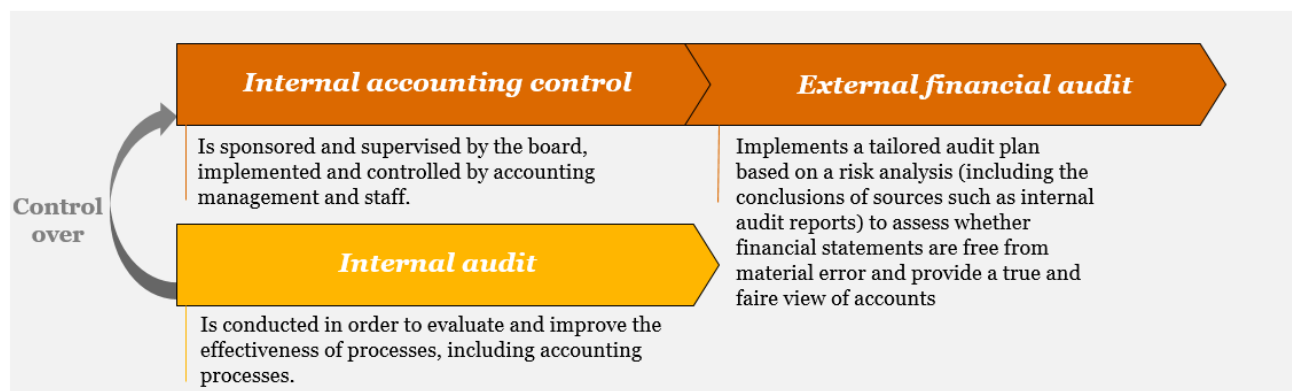 Internal accounting control
External financial audit
Is sponsored and supervised by the board,
implemented and controlled by accounting
management and staff.
Implements a tailored audit plan
based on a risk analysis (including the
conclusions of sources such as internal
audit reports) to assess whether
financial statements are free from
material error and provide a true and
faire view of accounts
Control
over
Internal audit
Is conducted in order to evaluate and improve the
effectiveness of processes, including accounting
processes.